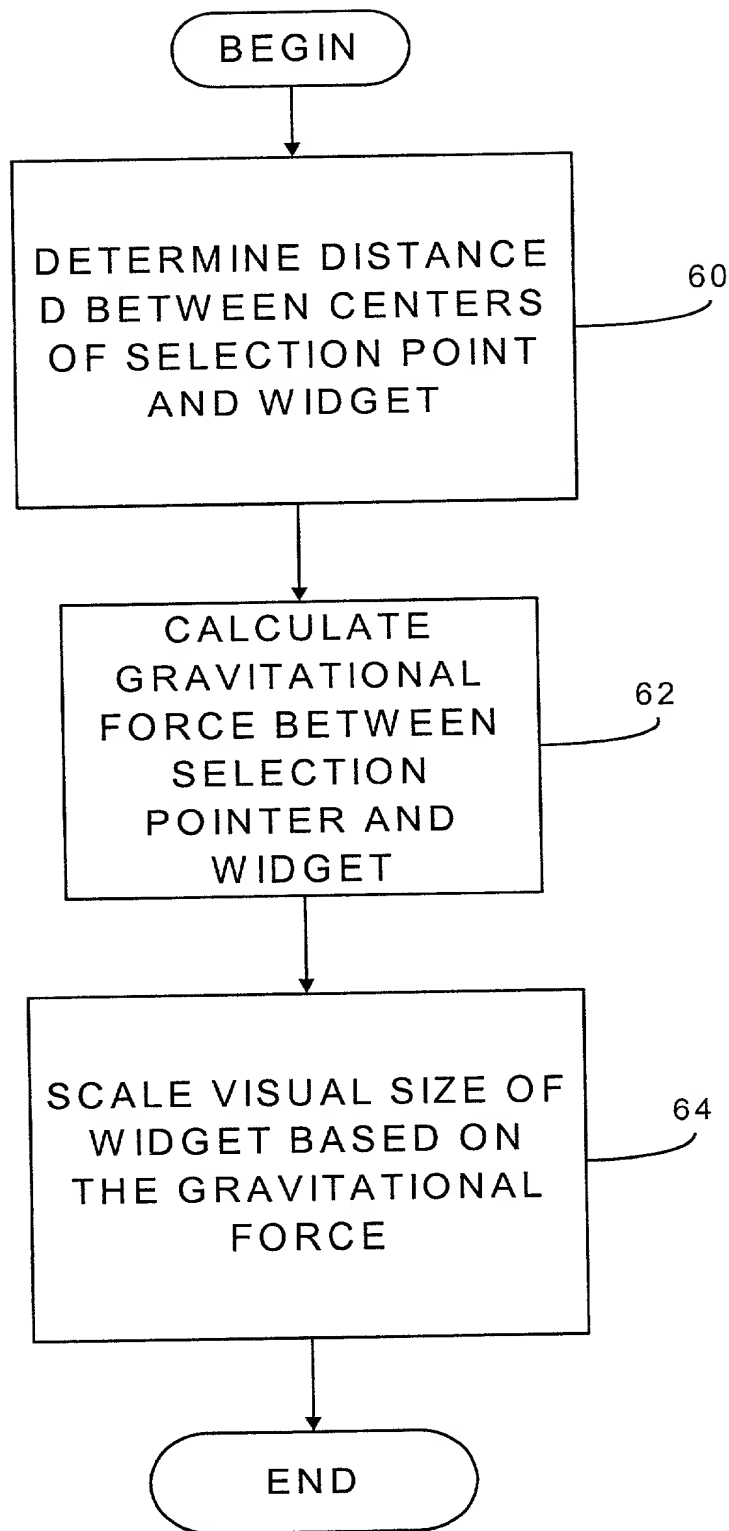 BEGIN
DETERMINE DISTANCE
D BETWEEN CENTERS
OF SELECTION POINT
AND WIDGET
60
CALCULATE
GRAVITATIONAL
FORCE BETWEEN
SELECTION
POINTER AND
WIDGET
62
SCALE VISUAL SIZE OF
WIDGET BASED ON
THE GRAVITATIONAL
FORCE
64
END